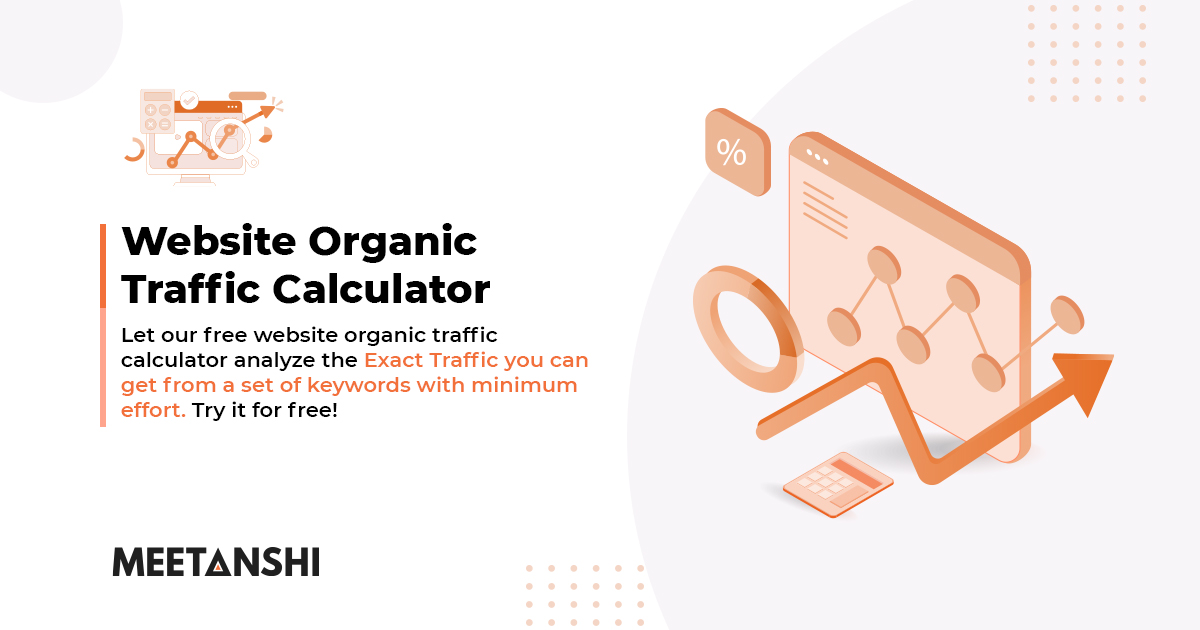 Website Organic
Traffic Calculator
Let our free website organic traffic
calculator analyze the Exact Traffic you can
get from a set of keywords with minimum
effort. Try it for free!
%
MEETANSHI